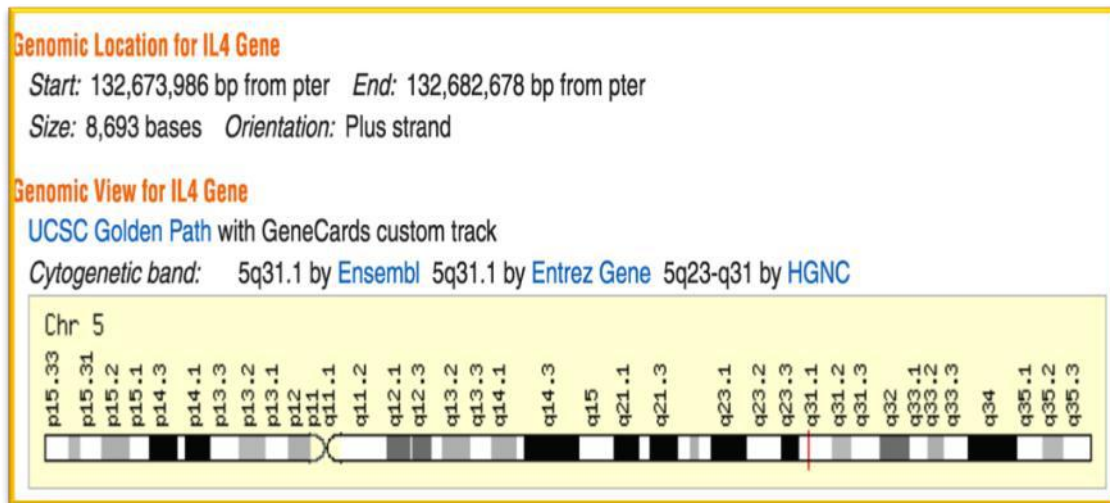 Genomic Location for IL4 Gene
Start: 132,673,986 bp from pter End: 132,682,678 bp from pter
Size: 8,693 bases Orientation: Plus strand
Genomic View for IL4 Gene
UCSC Golden Path with GeneCards custom track
Cytogenetic band: 5q31.1 by Ensembl 5q31.1 by Entrez Gene 5q23-q31 by HGNC
Chr 5
p15.33 p15.31 p15.2 p15.1 p14.3 p14.1 p13.3 p13.2 p13.1 p12 p11 q11.1 q11.2 q12.1 q12.3 q13.2 q13.3 q14.1 q14.3 q15 q21.1 q21.3 q23.1 q23.2 q23.3 q31.1 q31.2 q31.3 q32 q33.1 q33.2 q33.3 q34 q35.1 q35.2 q35.3